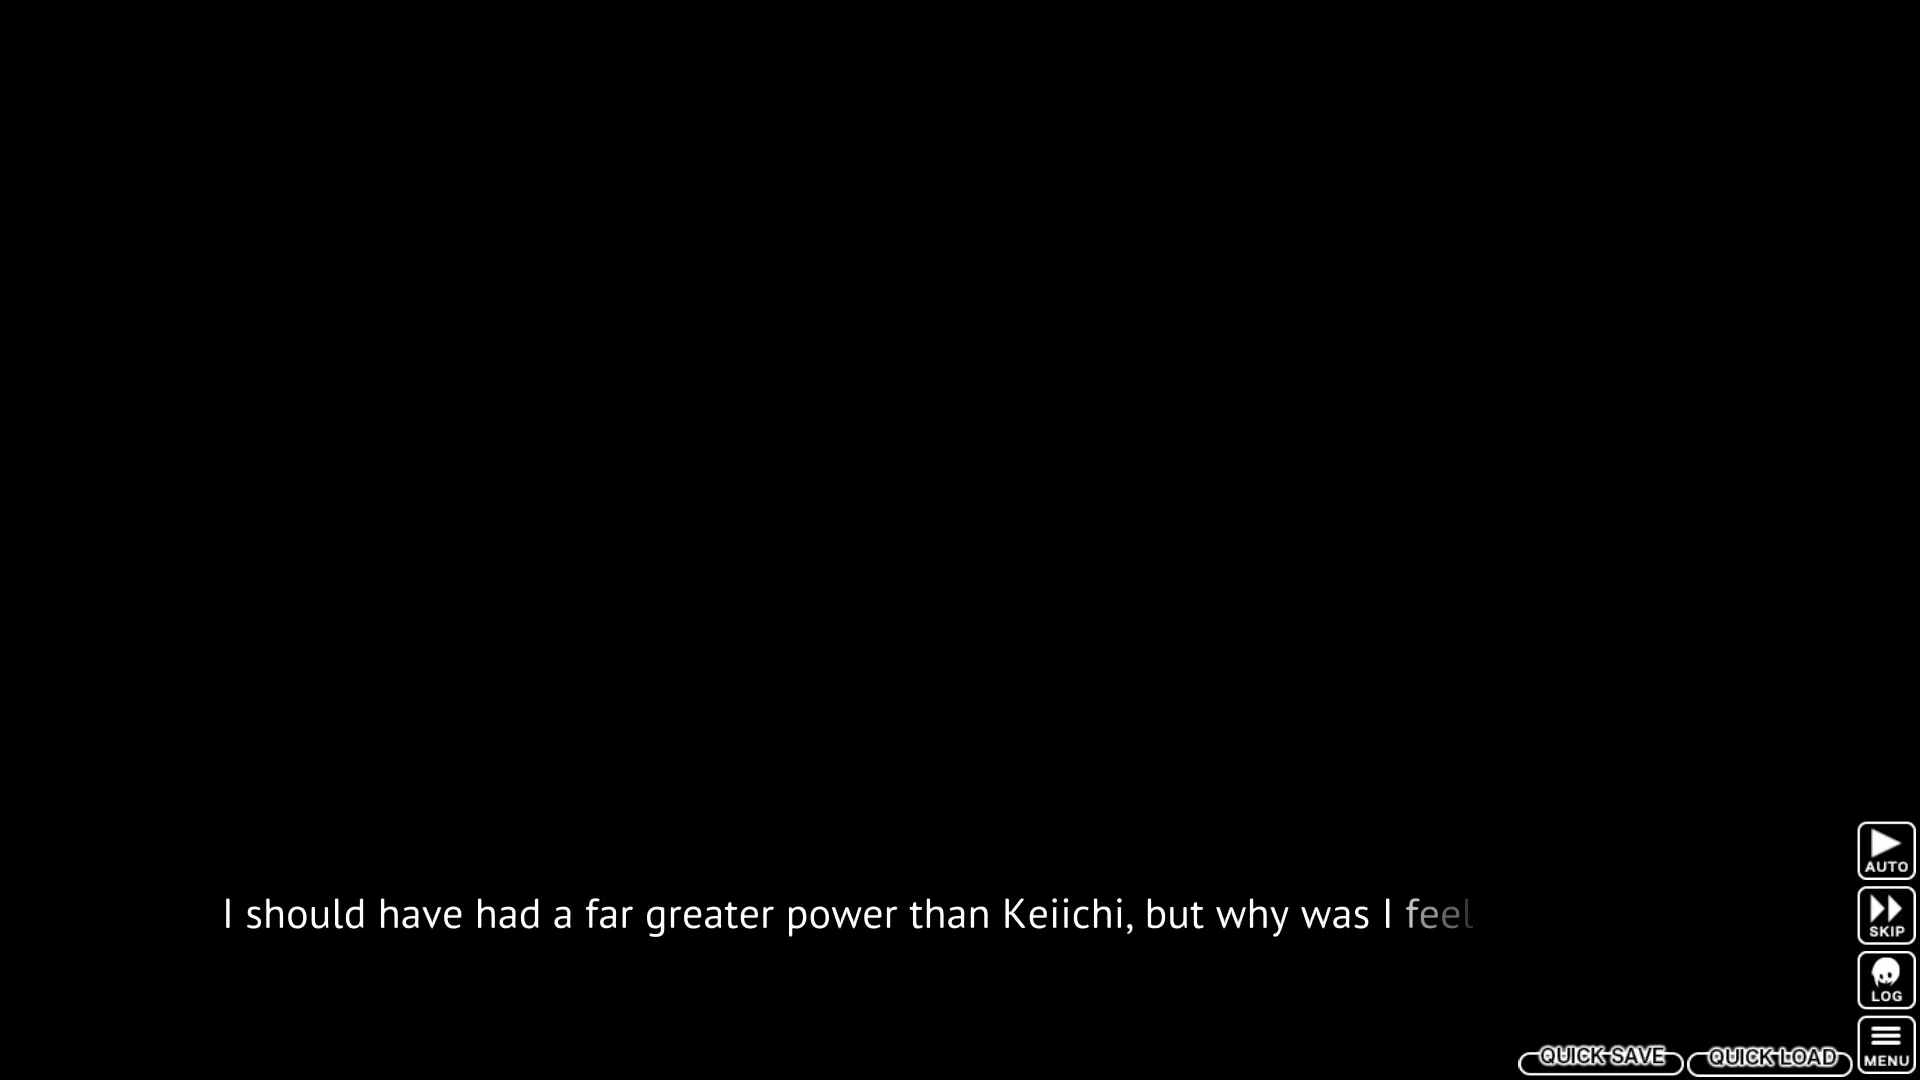 I should have had a far greater power than Keiichi, but why was I feel
AUTO
SKIP
LOG
MENU
QUICK SAVE
QUICK LOAD